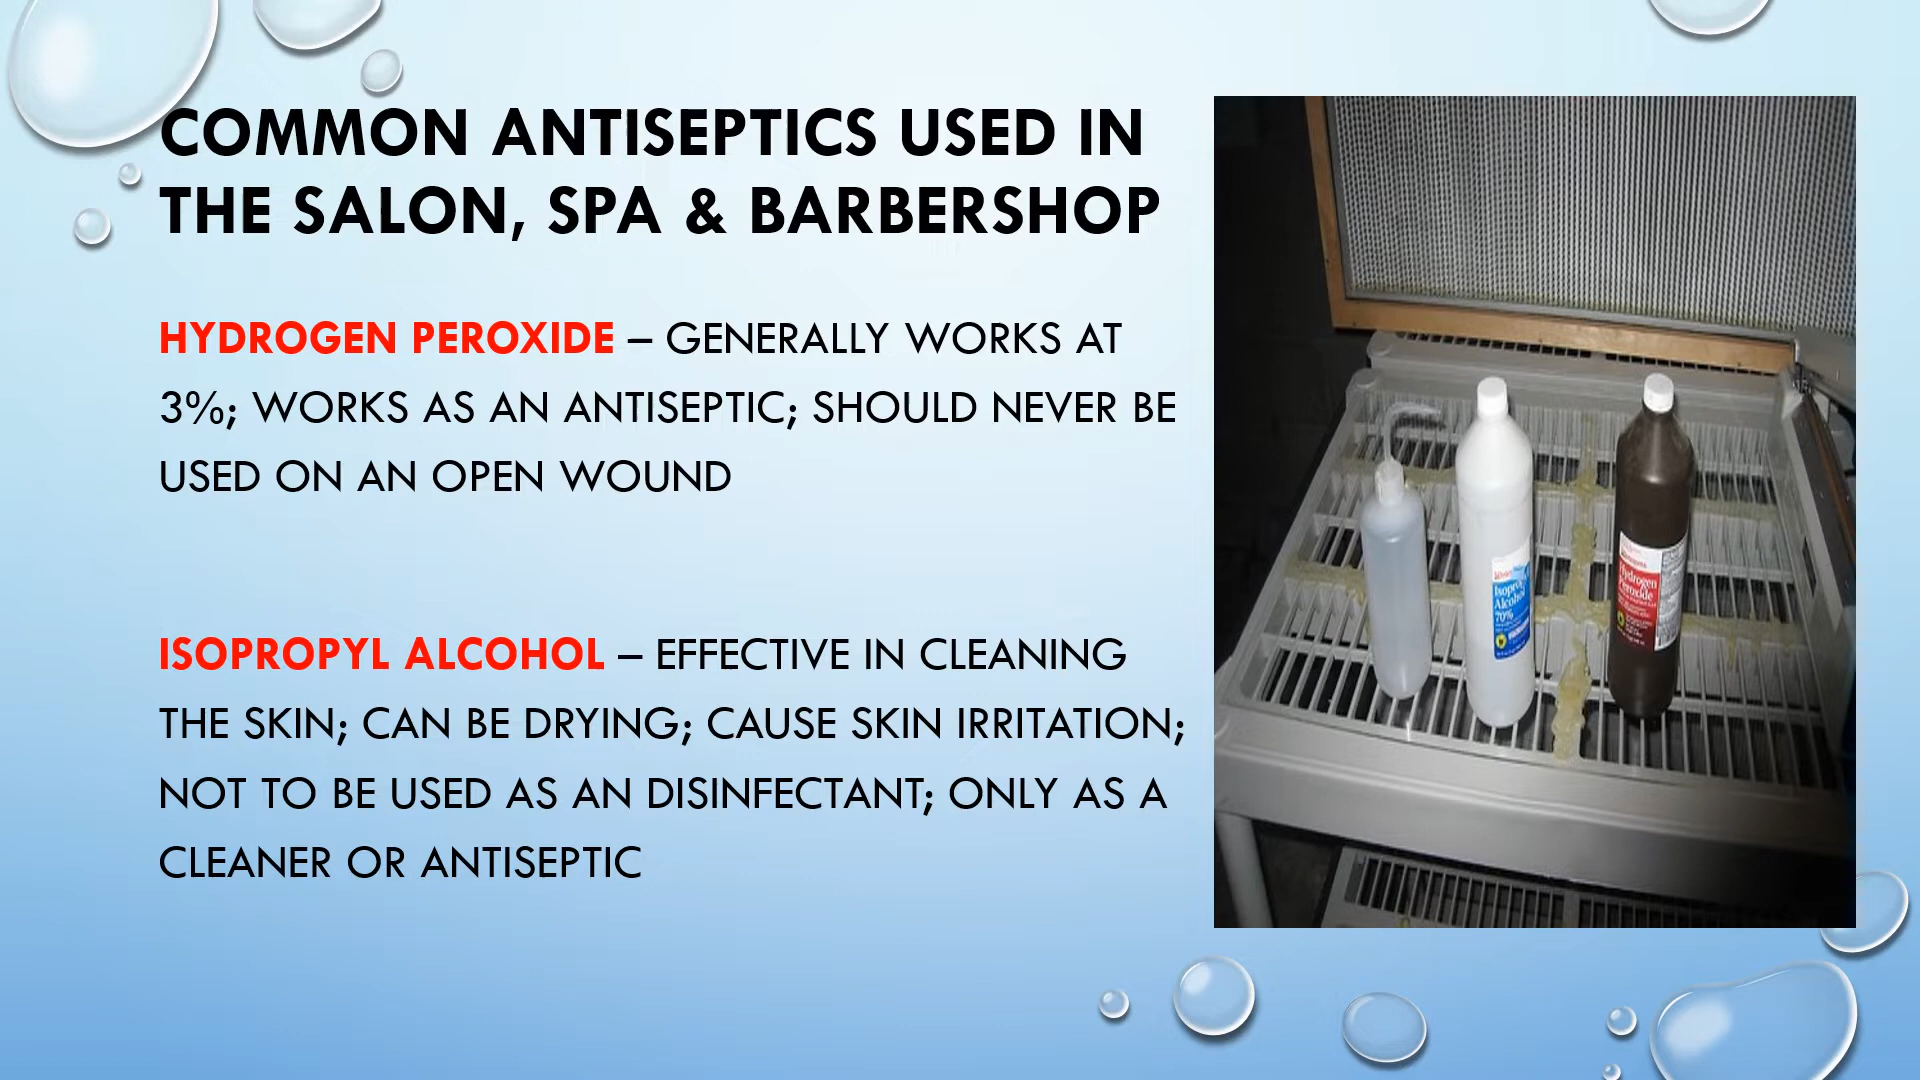 COMMON ANTISEPTICS USED IN
THE SALON, SPA & BARBERSHOP
HYDROGEN PEROXIDE – GENERALLY WORKS AT
3%; WORKS AS AN ANTISEPTIC; SHOULD NEVER BE
USED ON AN OPEN WOUND
ISOPROPYL ALCOHOL – EFFECTIVE IN CLEANING
THE SKIN; CAN BE DRYING; CAUSE SKIN IRRITATION;
NOT TO BE USED AS AN DISINFECTANT; ONLY AS A
CLEANER OR ANTISEPTIC
Isopropyl
Alcohol
70%
Hydrogen
Peroxide